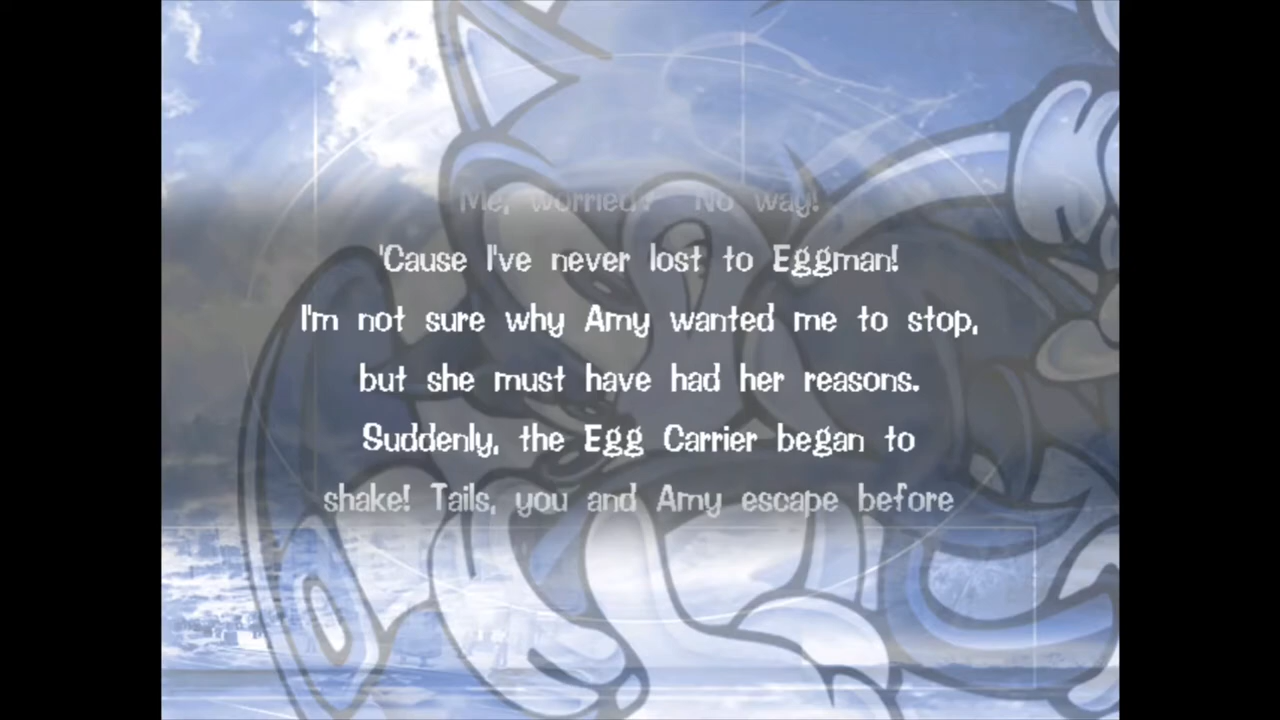 Me, worried? No way!
'Cause I've never lost to Eggman!
I'm not sure why Amy wanted me to stop,
but she must have had her reasons.
Suddenly, the Egg Carrier began to
shake! Tails, you and Amy escape before